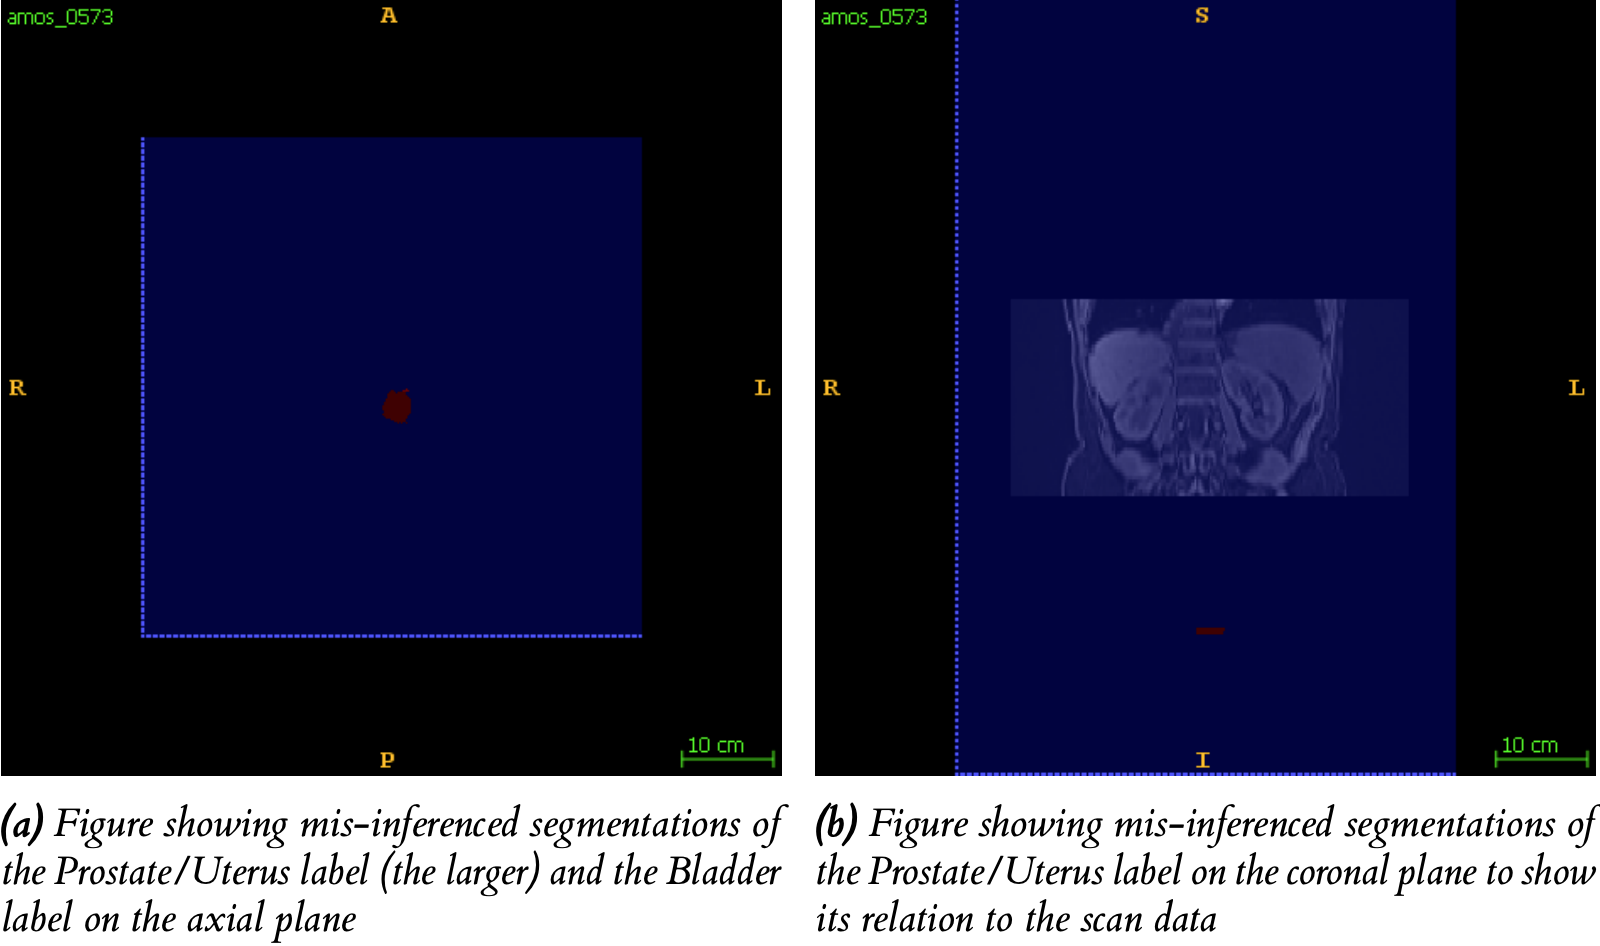 amos_0573
A
R
L
10 cm
P
amos_0573
S
R
L
10 cm
I
(a) Figure showing mis-inferenced segmentations of
the Prostate/Uterus label (the larger) and the Bladder
label on the axial plane
(b) Figure showing mis-inferenced segmentations of
the Prostate/Uterus label on the coronal plane to show
its relation to the scan data